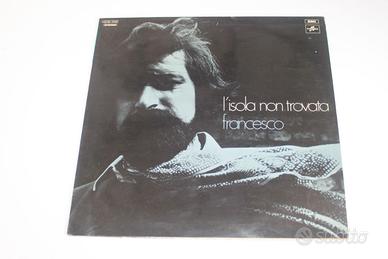 l'isola non trovata
francesco
subito